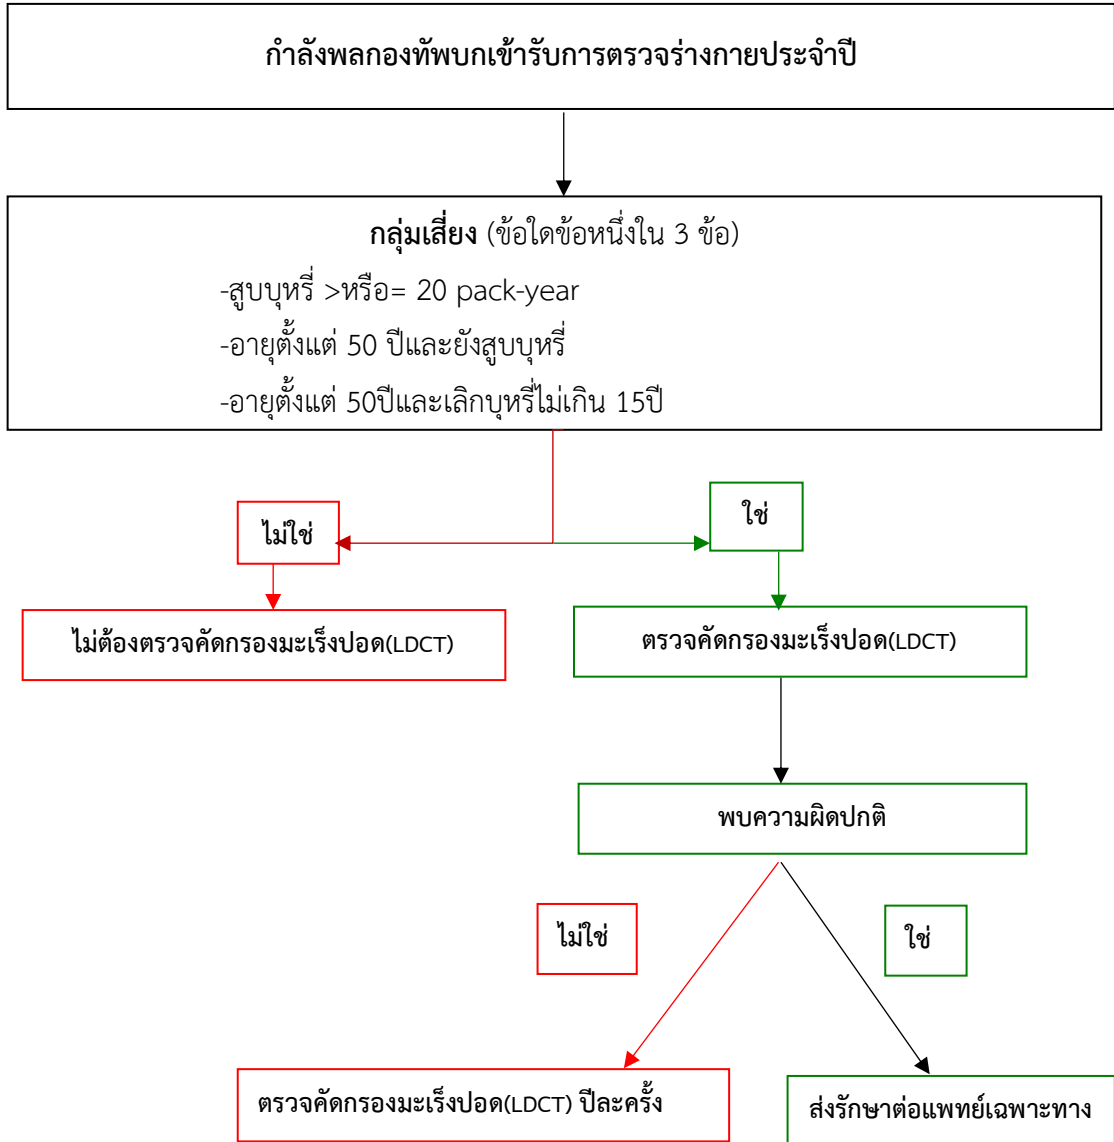 กำลังพลกองทัพบกเข้ารับการตรวจร่างกายประจำปี
กลุ่มเสี่ยง (ข้อใดข้อหนึ่งใน 3 ข้อ)
-สูบบุหรี่ >หรือ= 20 pack-year
-อายุตั้งแต่ 50 ปีและยังสูบบุหรี่
-อายุตั้งแต่ 50ปีและเลิกบุหรี่ไม่เกิน 15ปี
ไม่ใช่
ใช่
ไม่ต้องตรวจคัดกรองมะเร็งปอด(LDCT)
ตรวจคัดกรองมะเร็งปอด(LDCT)
พบความผิดปกติ
ไม่ใช่
ใช่
ตรวจคัดกรองมะเร็งปอด(LDCT) ปีละครั้ง
ส่งรักษาต่อแพทย์เฉพาะทาง